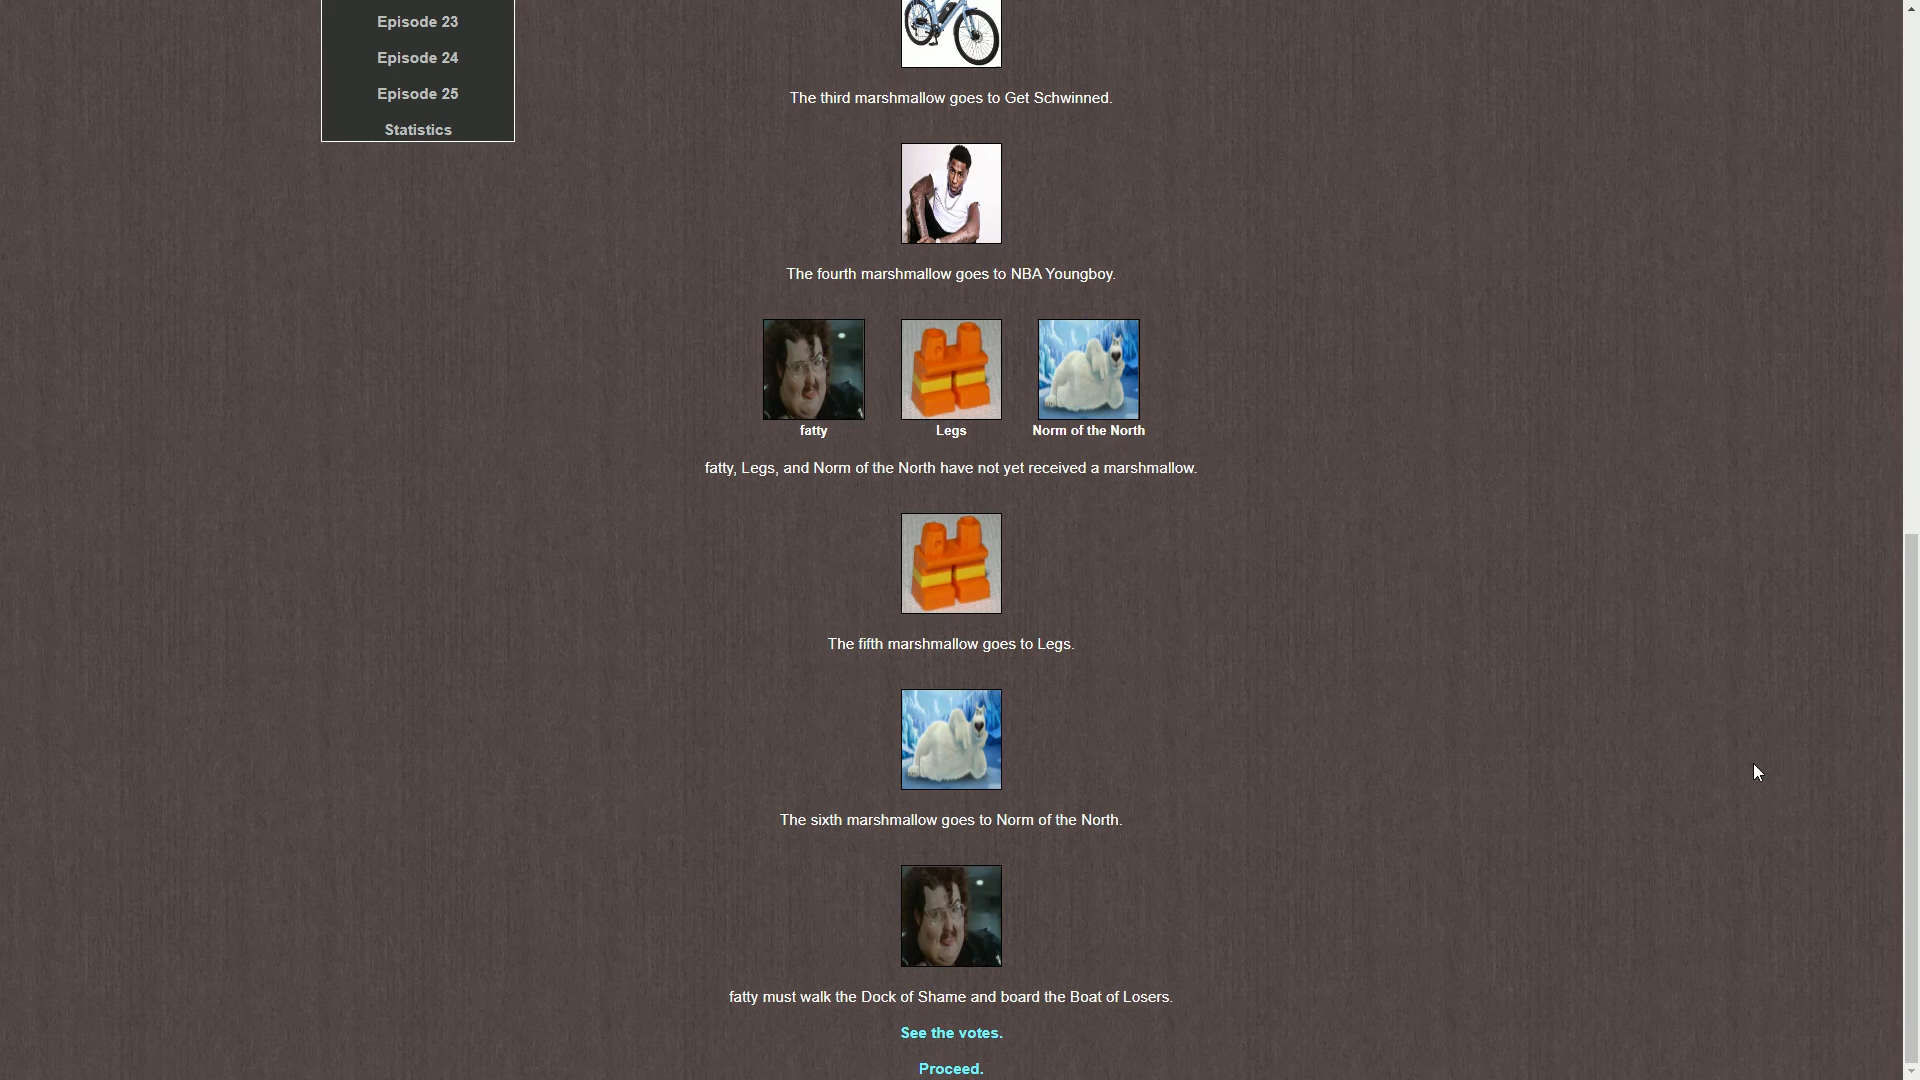 Episode 23
Episode 24
Episode 25
Statistics
The third marshmallow goes to Get Schwinned.
The fourth marshmallow goes to NBA Youngboy.
fatty
Legs
Norm of the North
fatty, Legs, and Norm of the North have not yet received a marshmallow.
The fifth marshmallow goes to Legs.
The sixth marshmallow goes to Norm of the North.
fatty must walk the Dock of Shame and board the Boat of Losers.
See the votes.
Proceed.